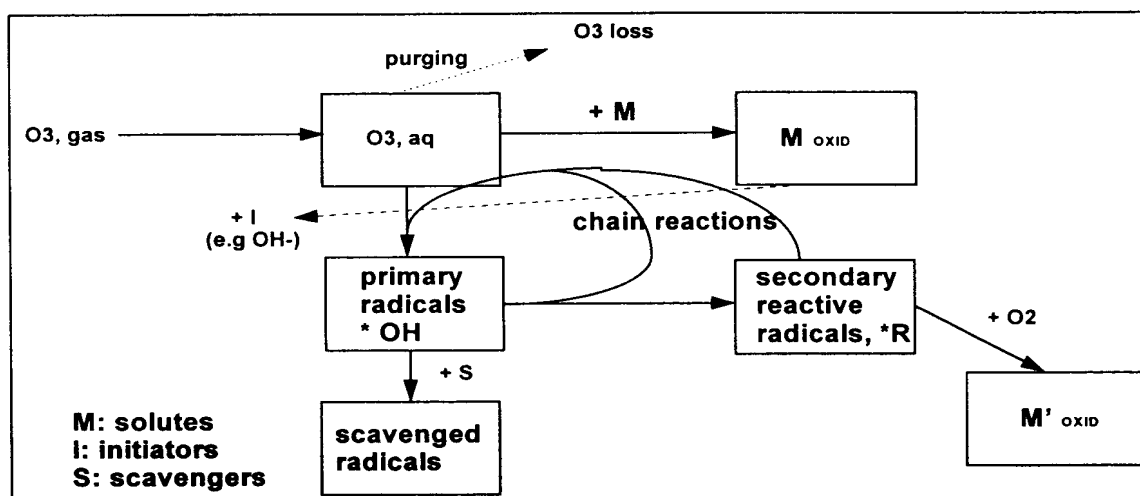 O3 loss
purging
+ M
O3, gas
O3, aq
M OXID
+ I
(e.g OH-)
chain reactions
primary
radicals
* OH
secondary
reactive
radicals, *R
+ O2
+ S
M' OXID
scavenged
radicals
M: solutes
I: initiators
S: scavengers